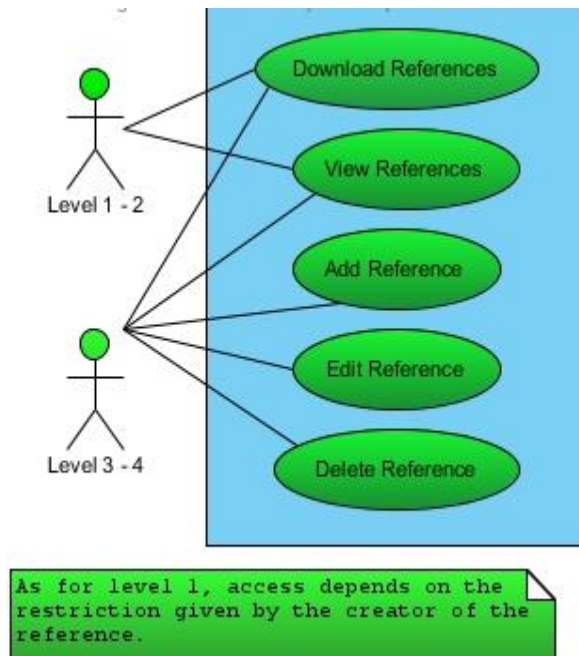 Download References
View References
Level 1 - 2
Add Reference
Edit Reference
Level 3 - 4
Delete Reference
As for level 1, access depends on the
restriction given by the creator of the
reference.